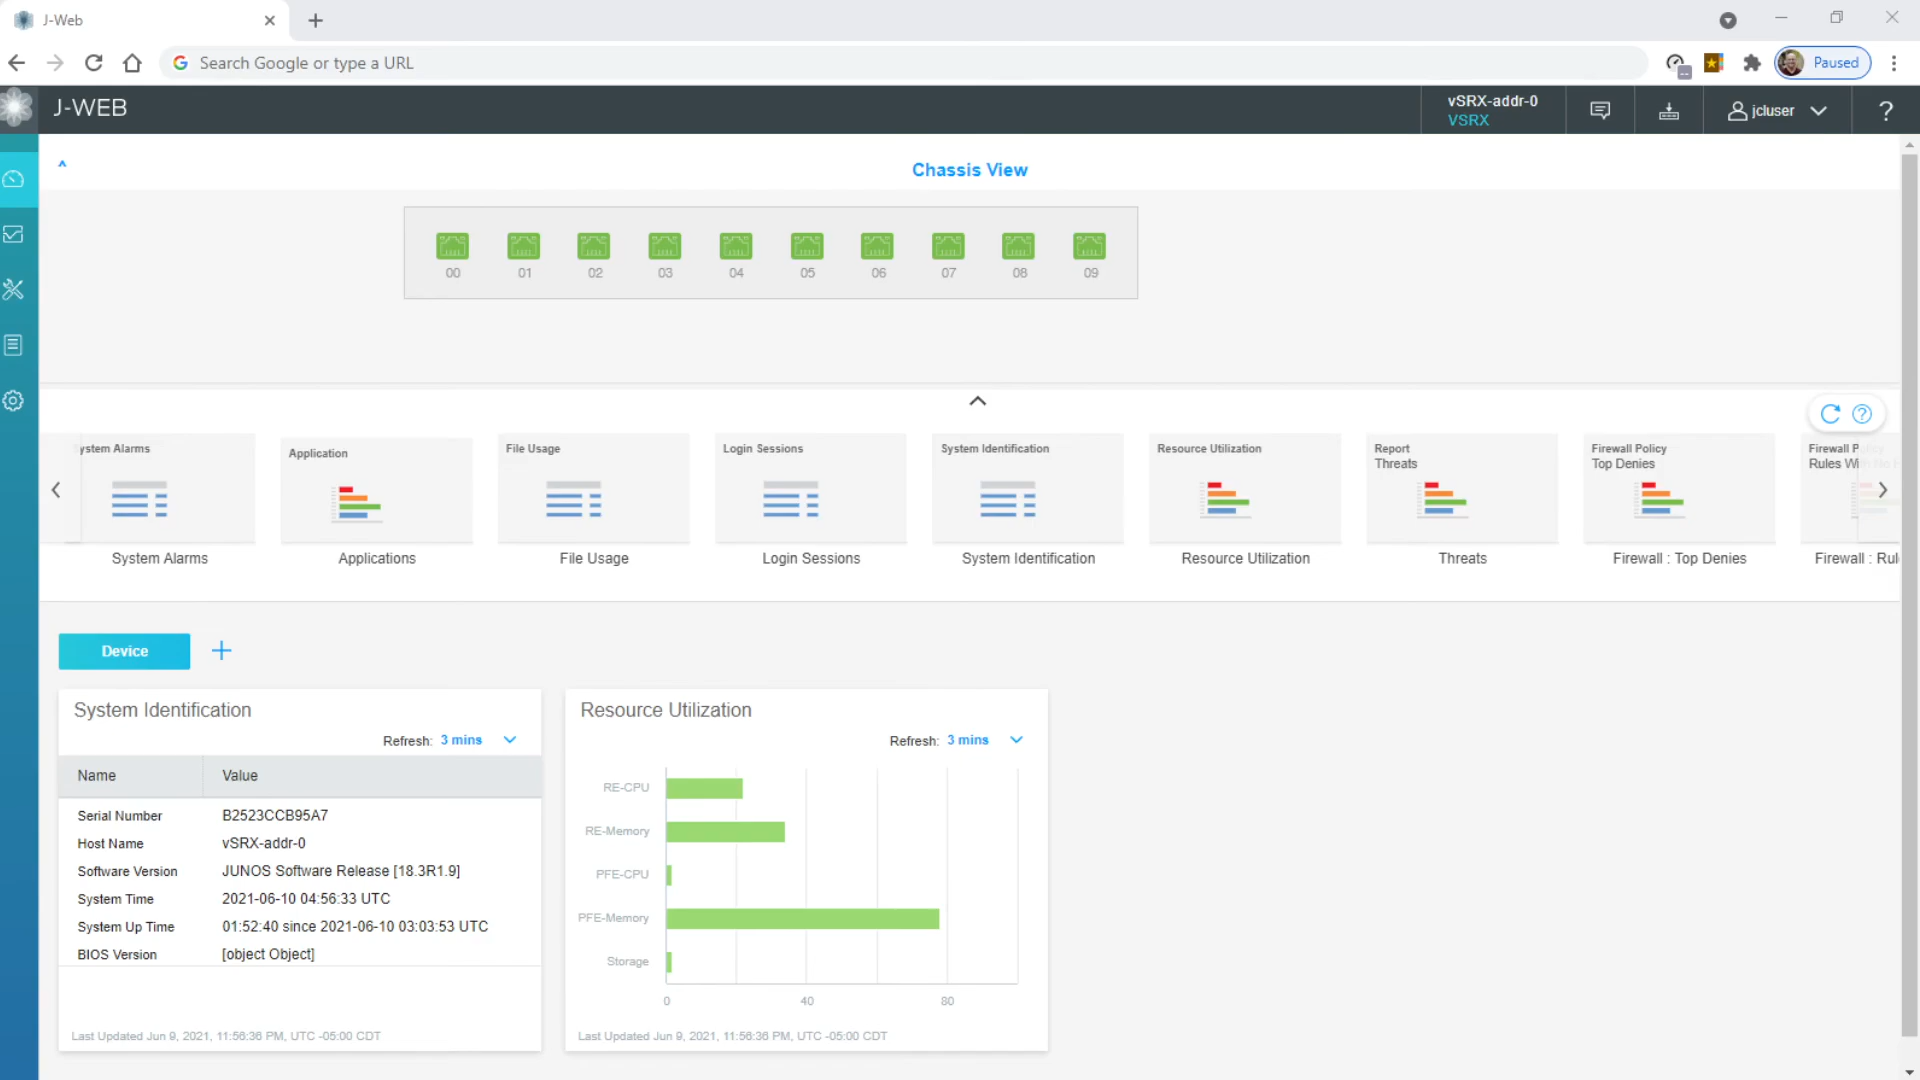 J-Web
Search Google or type a URL
Paused
J-WEB
vSRX-addr-0
VSRX
jcluser
?
Chassis View
00 01 02 03 04 05 06 07 08 09
ystem Alarms
Application
File Usage
Login Sessions
System Identification
Resource Utilization
Report
Threats
Firewall Policy
Top Denies
Firewall P
Rules Wi
System Alarms
Applications
File Usage
Login Sessions
System Identification
Resource Utilization
Threats
Firewall : Top Denies
Firewall : Rul
Device
System Identification
Refresh: 3 mins
Name Value
Serial Number B2523CCB95A7
Host Name vSRX-addr-0
Software Version JUNOS Software Release [18.3R1.9]
System Time 2021-06-10 04:56:33 UTC
System Up Time 01:52:40 since 2021-06-10 03:03:53 UTC
BIOS Version [object Object]
Last Updated Jun 9, 2021, 11:56:36 PM, UTC -05:00 CDT
Resource Utilization
Refresh: 3 mins
RE-CPU
RE-Memory
PFE-CPU
PFE-Memory
Storage
0 40 80
Last Updated Jun 9, 2021, 11:56:36 PM, UTC -05:00 CDT